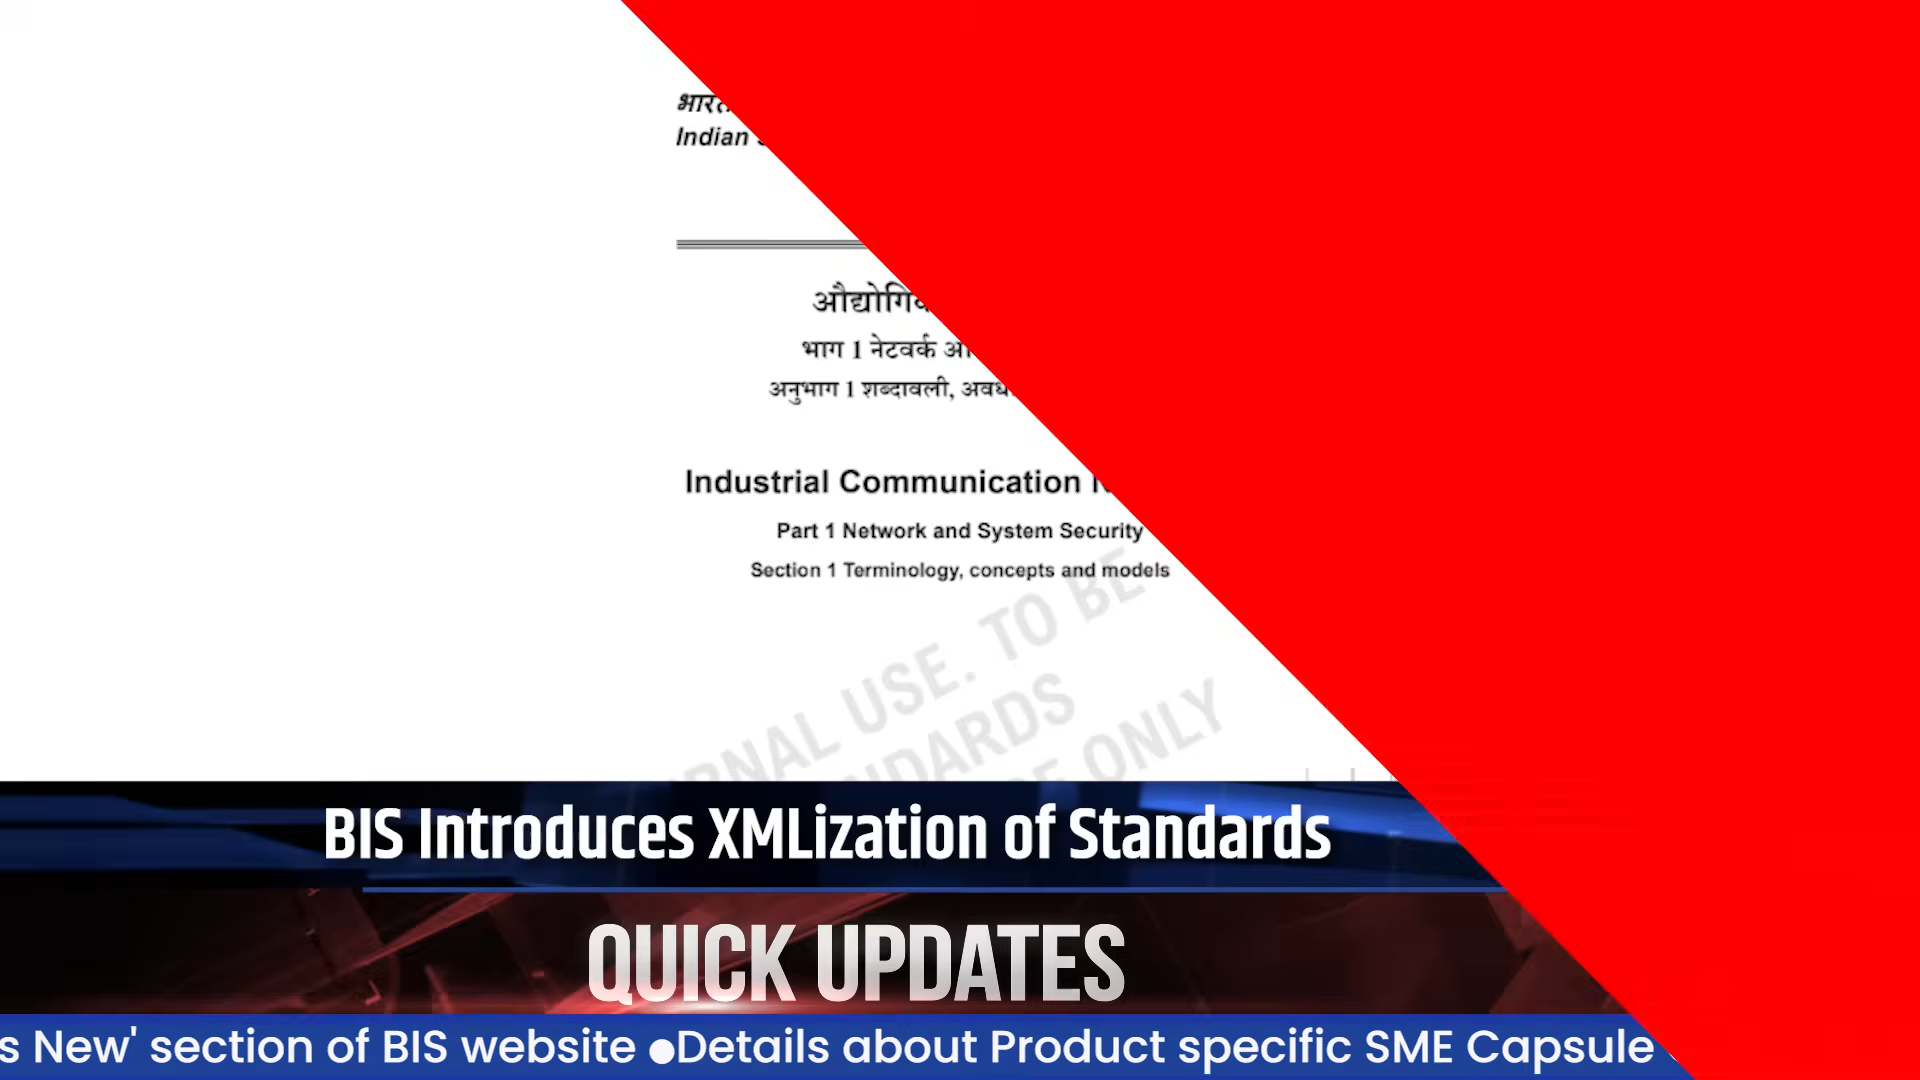 Indian
भाग 1 नेटवर्क
अनुभाग 1 शब्दावली,
Industrial Communication
Part 1 Network and System Security
Section 1 Terminology, concepts and models
USE. TO BE
ONLY
BIS Introduces XMLization of Standards
QUICK UPDATES
s New' section of BIS website ●Details about Product specific SME Capsule